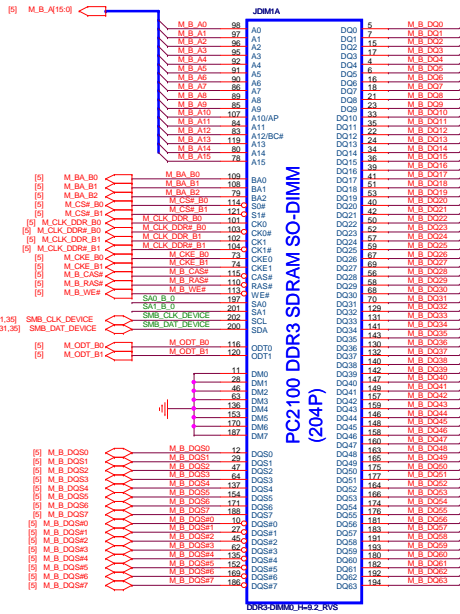 JDIM1A
[5] M_B_A[15:0]
M_B_A0 98 A0
M_B_A1 97 A1
M_B_A2 96 A2
M_B_A3 95 A3
M_B_A4 92 A4
M_B_A5 91 A5
M_B_A6 90 A6
M_B_A7 86 A7
M_B_A8 89 A8
M_B_A9 85 A9
M_B_A10 107 A10/AP
M_B_A11 84 A11
M_B_A12 83 A12/BC#
M_B_A13 119 A13
M_B_A14 80 A14
M_B_A15 78 A15
[5] M_BA_B0 M_BA_B0 109 BA0
[5] M_BA_B1 M_BA_B1 108 BA1
[5] M_BA_B2 M_BA_B2 79 BA2
[5] M_CS#_B0 M_CS#_B0 114 S0#
[5] M_CS#_B1 M_CS#_B1 121 S1#
[5] M_CLK_DDR_B0 M_CLK_DDR_B0 101 CK0
[5] M_CLK_DDR#_B0 M_CLK_DDR#_B0 103 CK0#
[5] M_CLK_DDR_B1 M_CLK_DDR_B1 102 CK1
[5] M_CLK_DDR#_B1 M_CLK_DDR#_B1 104 CK1#
[5] M_CKE_B0 M_CKE_B0 73 CKE0
[5] M_CKE_B1 M_CKE_B1 74 CKE1
[5] M_B_CAS# M_B_CAS# 115 CAS#
[5] M_B_RAS# M_B_RAS# 110 RAS#
[5] M_B_WE# M_B_WE# 113 WE#
SA0_B_0 197 SA0
SA1_B_0 201 SA1
1,35] SMB_CLK_DEVICE SMB_CLK_DEVICE 202 SCL
31,35] SMB_DAT_DEVICE SMB_DAT_DEVICE 200 SDA
[5] M_ODT_B0 M_ODT_B0 116 ODT0
[5] M_ODT_B1 M_ODT_B1 120 ODT1
11 DM0
28 DM1
46 DM2
63 DM3
136 DM4
153 DM5
170 DM6
187 DM7
[5] M_B_DQS0 M_B_DQS0 12 DQS0
[5] M_B_DQS1 M_B_DQS1 29 DQS1
[5] M_B_DQS2 M_B_DQS2 47 DQS2
[5] M_B_DQS3 M_B_DQS3 64 DQS3
[5] M_B_DQS4 M_B_DQS4 137 DQS4
[5] M_B_DQS5 M_B_DQS5 154 DQS5
[5] M_B_DQS6 M_B_DQS6 171 DQS6
[5] M_B_DQS7 M_B_DQS7 188 DQS7
[5] M_B_DQS#0 M_B_DQS#0 10 DQS#0
[5] M_B_DQS#1 M_B_DQS#1 27 DQS#1
[5] M_B_DQS#2 M_B_DQS#2 45 DQS#2
[5] M_B_DQS#3 M_B_DQS#3 62 DQS#3
[5] M_B_DQS#4 M_B_DQS#4 135 DQS#4
[5] M_B_DQS#5 M_B_DQS#5 152 DQS#5
[5] M_B_DQS#6 M_B_DQS#6 169 DQS#6
[5] M_B_DQS#7 M_B_DQS#7 186 DQS#7
PC2100 DDR3 SDRAM SO-DIMM
(204P)
DQ0 5 M_B_DQ0
DQ1 7 M_B_DQ1
DQ2 15 M_B_DQ2
DQ3 17 M_B_DQ3
DQ4 4 M_B_DQ4
DQ5 6 M_B_DQ5
DQ6 16 M_B_DQ6
DQ7 18 M_B_DQ7
DQ8 21 M_B_DQ8
DQ9 23 M_B_DQ9
DQ10 33 M_B_DQ10
DQ11 35 M_B_DQ11
DQ12 22 M_B_DQ12
DQ13 24 M_B_DQ13
DQ14 34 M_B_DQ14
DQ15 36 M_B_DQ15
DQ16 39 M_B_DQ16
DQ17 41 M_B_DQ17
DQ18 51 M_B_DQ18
DQ19 53 M_B_DQ19
DQ20 40 M_B_DQ20
DQ21 42 M_B_DQ21
DQ22 50 M_B_DQ22
DQ23 52 M_B_DQ23
DQ24 57 M_B_DQ24
DQ25 59 M_B_DQ25
DQ26 67 M_B_DQ26
DQ27 69 M_B_DQ27
DQ28 56 M_B_DQ28
DQ29 58 M_B_DQ29
DQ30 68 M_B_DQ30
DQ31 70 M_B_DQ31
DQ32 129 M_B_DQ32
DQ33 131 M_B_DQ33
DQ34 141 M_B_DQ34
DQ35 143 M_B_DQ35
DQ36 130 M_B_DQ36
DQ37 132 M_B_DQ37
DQ38 140 M_B_DQ38
DQ39 142 M_B_DQ39
DQ40 147 M_B_DQ40
DQ41 149 M_B_DQ41
DQ42 157 M_B_DQ42
DQ43 159 M_B_DQ43
DQ44 146 M_B_DQ44
DQ45 148 M_B_DQ45
DQ46 158 M_B_DQ46
DQ47 160 M_B_DQ47
DQ48 163 M_B_DQ48
DQ49 165 M_B_DQ49
DQ50 175 M_B_DQ50
DQ51 177 M_B_DQ51
DQ52 164 M_B_DQ52
DQ53 166 M_B_DQ53
DQ54 174 M_B_DQ54
DQ55 176 M_B_DQ55
DQ56 181 M_B_DQ56
DQ57 183 M_B_DQ57
DQ58 191 M_B_DQ58
DQ59 193 M_B_DQ59
DQ60 180 M_B_DQ60
DQ61 182 M_B_DQ61
DQ62 192 M_B_DQ62
DQ63 194 M_B_DQ63
DDR3-DIMM0_H=9.2_RVS